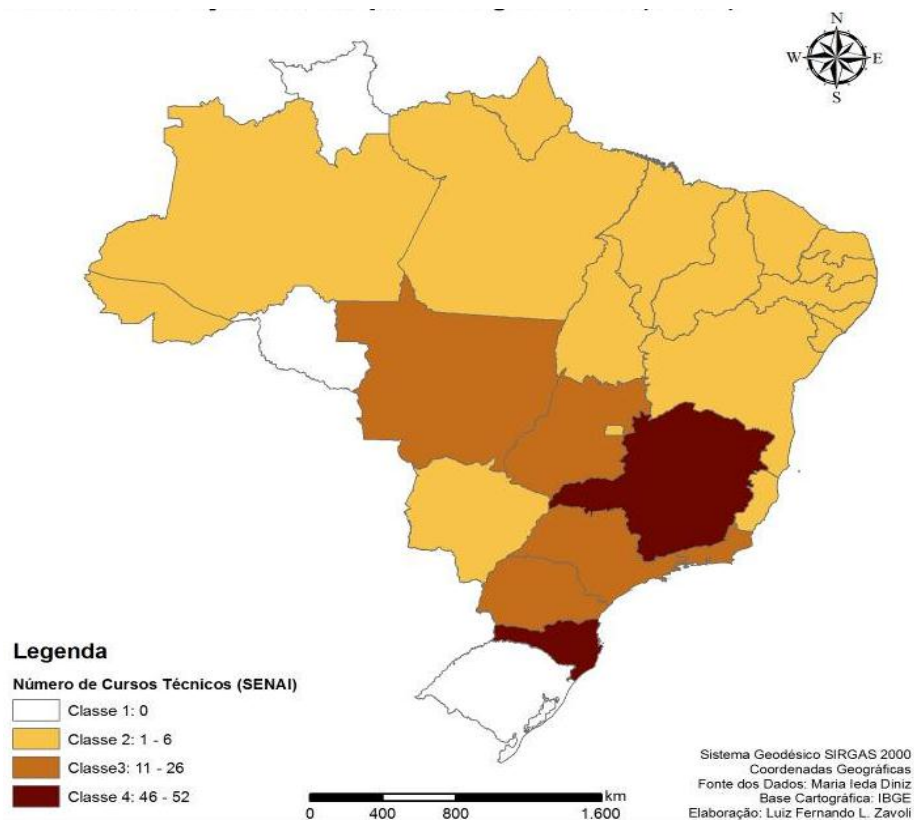 N
W E
S
Legenda
Número de Cursos Técnicos (SENAI)
Classe 1: 0
Classe 2: 1 - 6
Classe3: 11 - 26
Classe 4: 46 - 52
km
0 400 800 1.600
Sistema Geodésico SIRGAS 2000
Coordenadas Geográficas
Fonte dos Dados: Maria Ieda Diniz
Base Cartográfica: IBGE
Elaboração: Luiz Fernando L. Zavoli